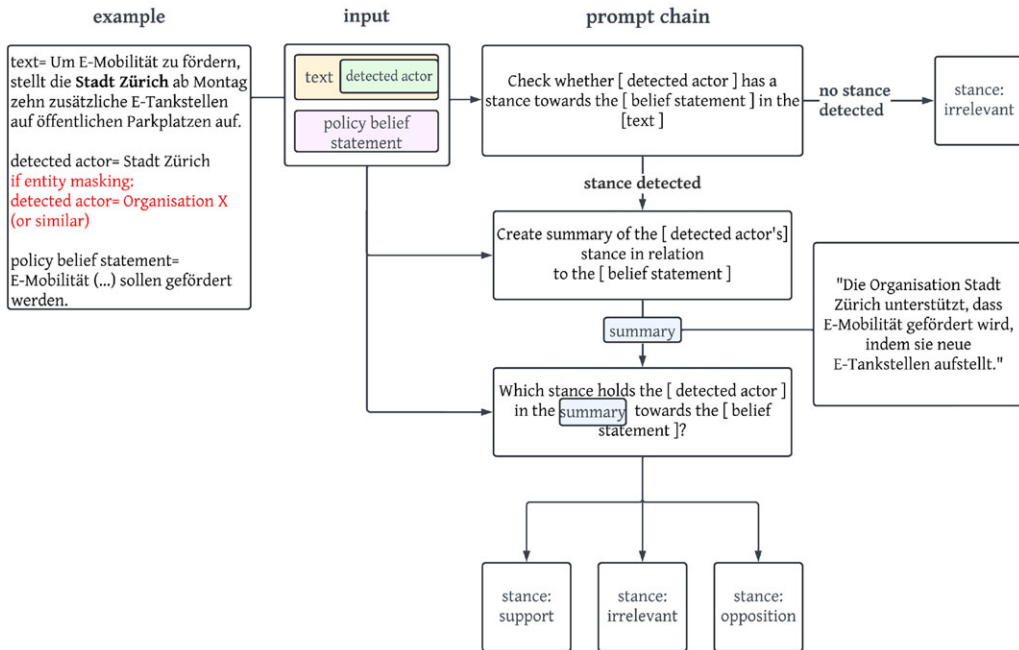 example
input
prompt chain
text= Um E-Mobilität zu fördern,
stellt die Stadt Zürich ab Montag
zehn zusätzliche E-Tankstellen
auf öffentlichen Parkplatzen auf.
detected actor= Stadt Zürich
if entity masking:
detected actor= Organisation X
(or similar)
policy belief statement=
E-Mobilität (...) sollen gefördert
werden.
text
detected actor
policy belief
statement
Check whether [ detected actor ] has a
stance towards the [ belief statement ] in the
[text ]
no stance
detected
stance:
irrelevant
stance detected
Create summary of the [ detected actor's]
stance in relation
to the [ belief statement ]
summary
"Die Organisation Stadt
Zürich unterstützt, dass
E-Mobilität gefördert wird,
indem sie neue
E-Tankstellen aufstellt."
Which stance holds the [ detected actor ]
in the summary towards the [ belief
statement ]?
stance:
support
stance:
irrelevant
stance:
opposition